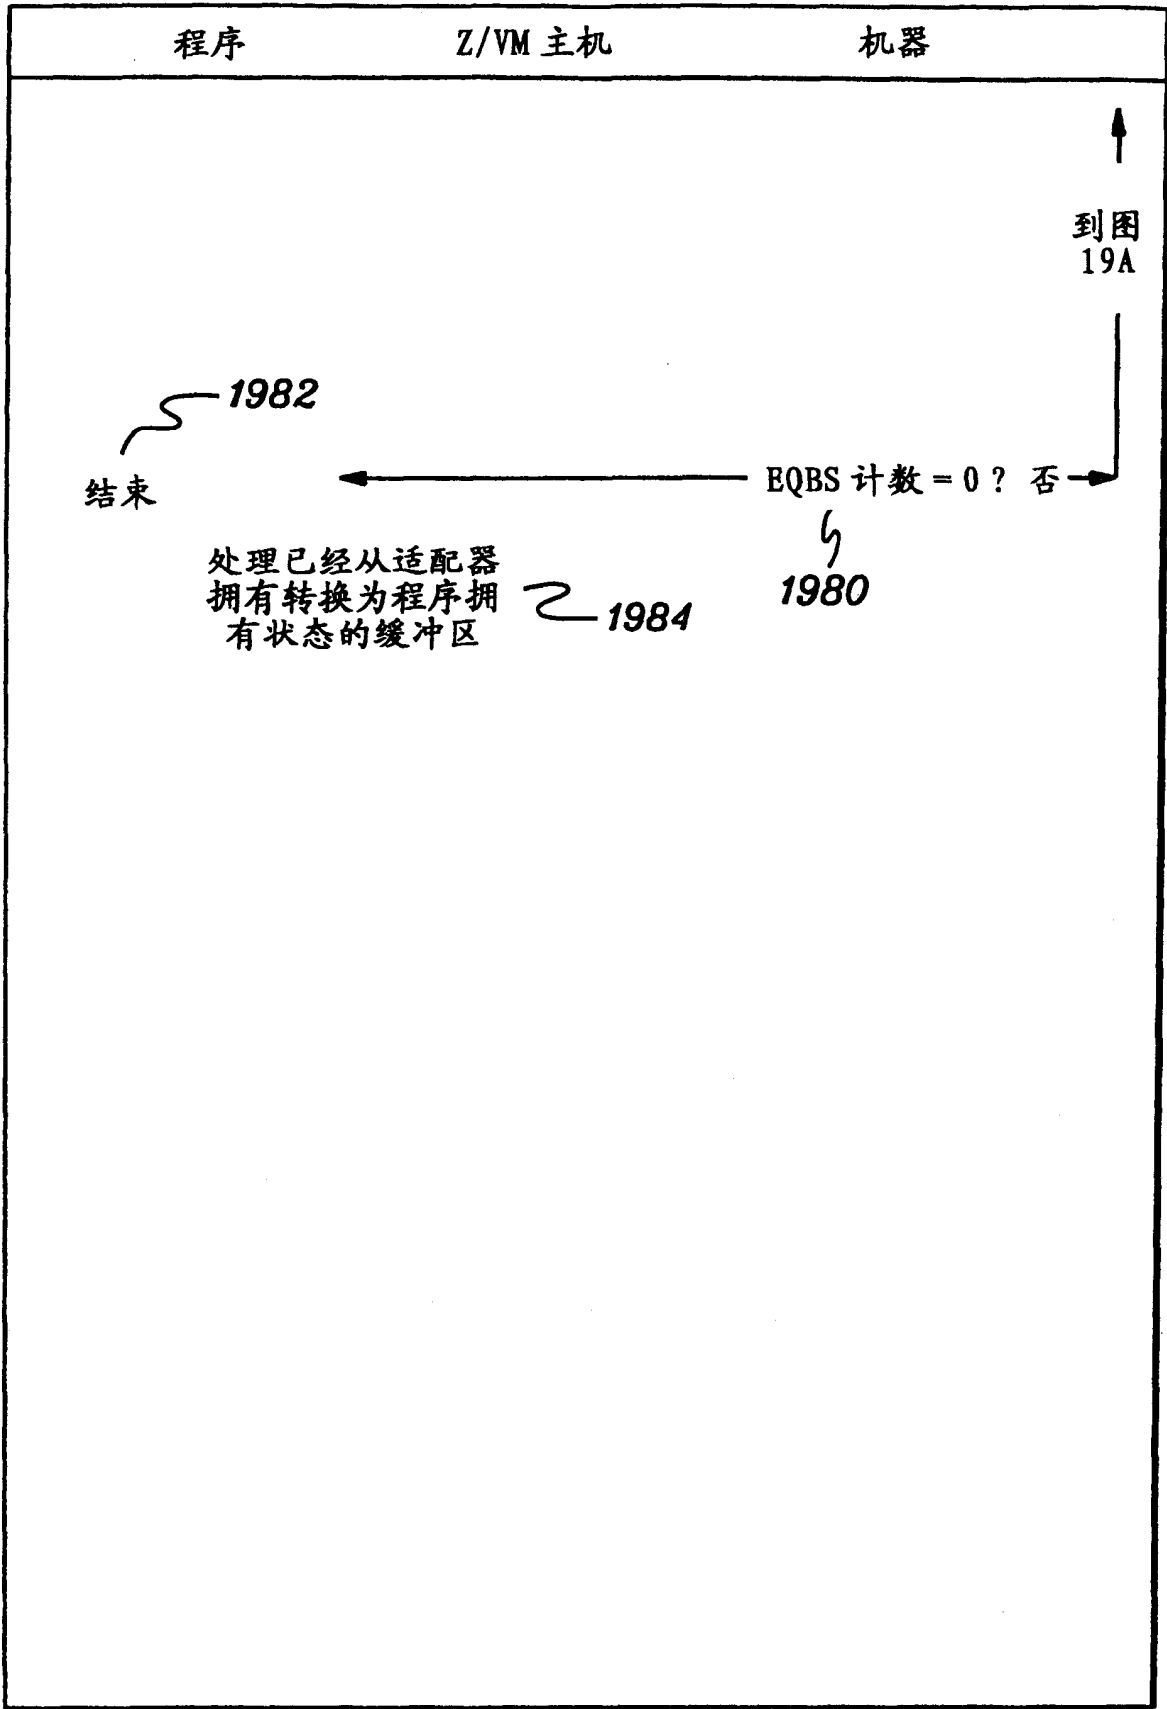 程序 Z/VM 主机 机器
到图
19A
1982
结束
EQBS 计数 = 0 ? 否
处理已经从适配器
拥有转换为程序拥
有状态的缓冲区
1984
1980